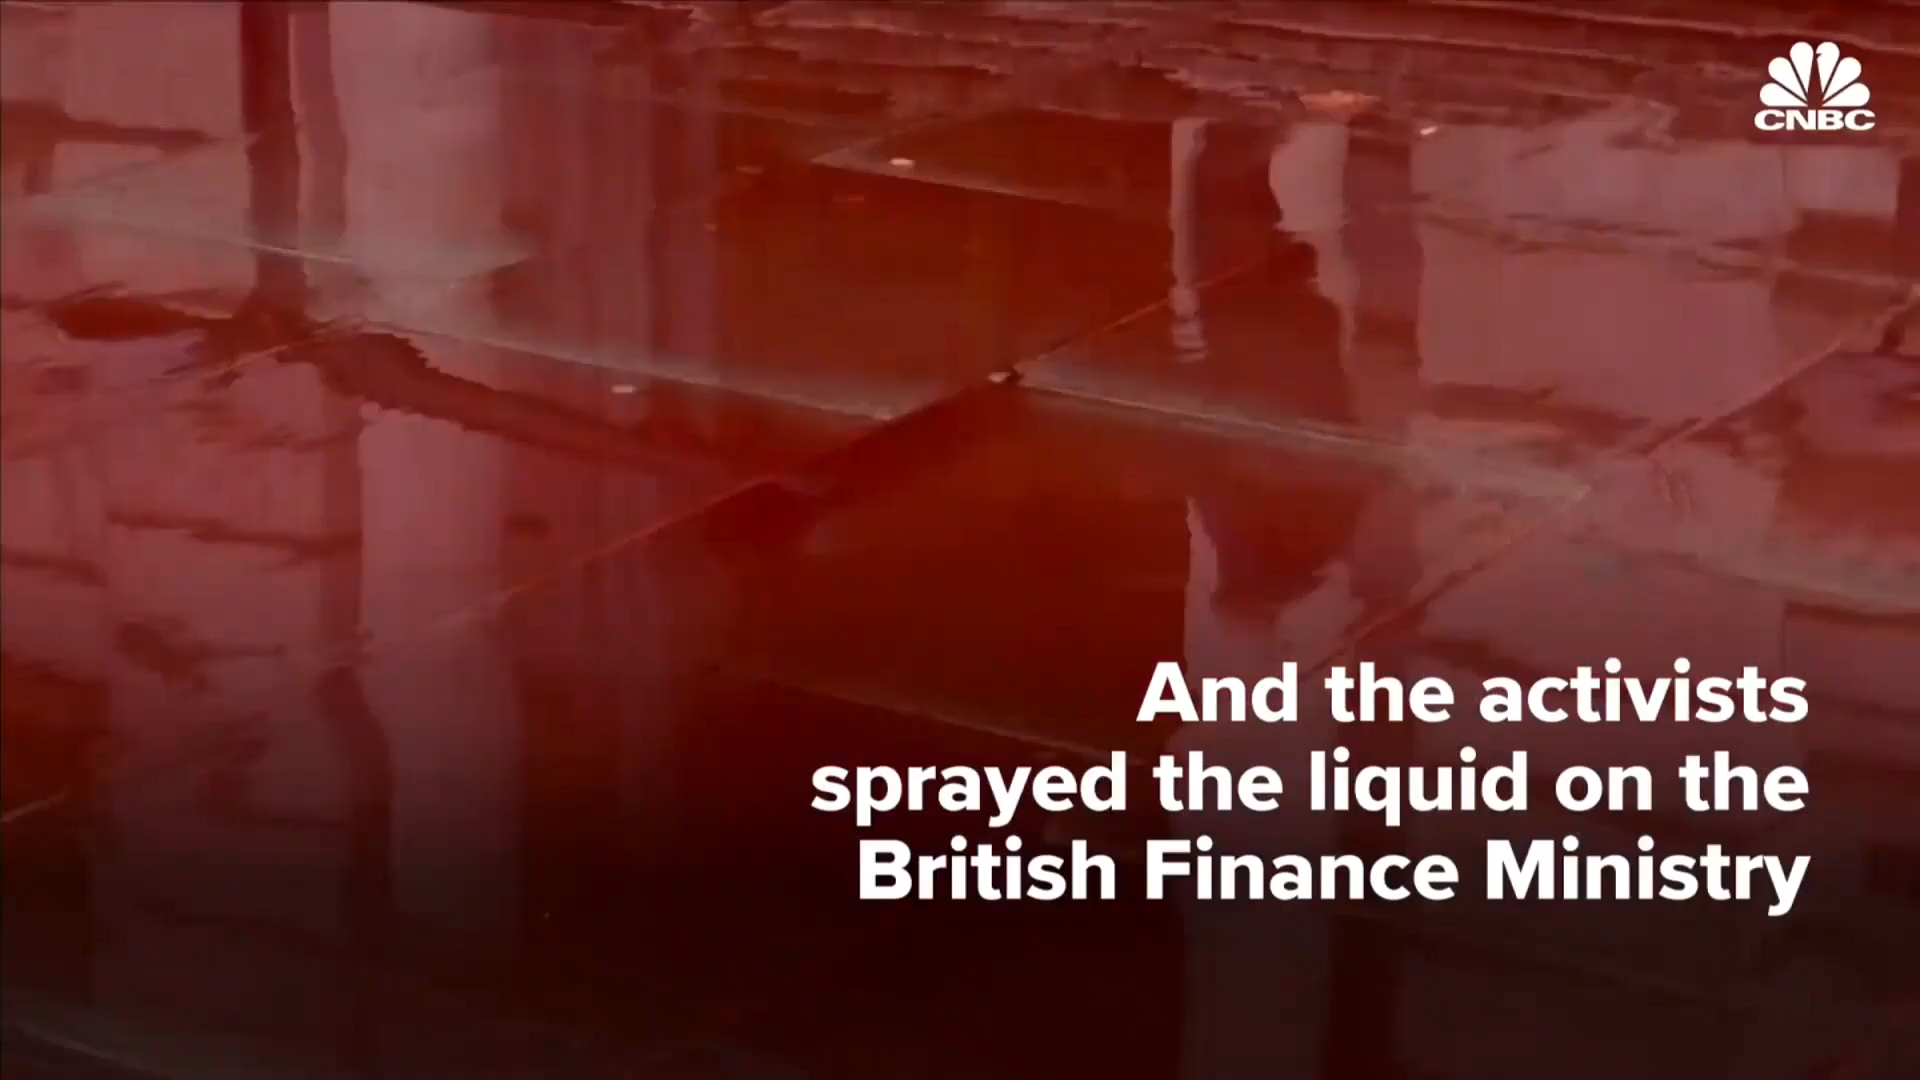 CNBC
And the activists
sprayed the liquid on the
British Finance Ministry